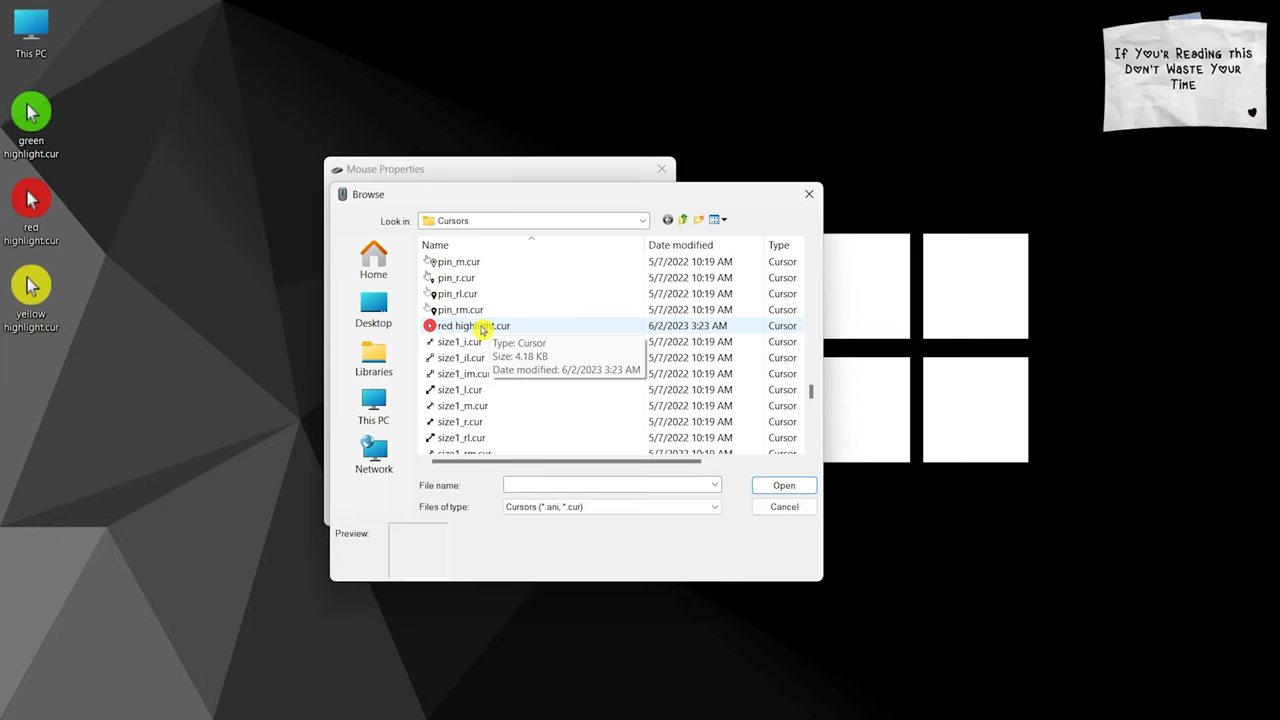 This PC
green
highlight.cur
red
highlight.cur
yellow
highlight.cur
If You'r Reading this
Don't Waste Your
Time
Mouse Properties
Browse
Look in:
Cursors
Home
Desktop
Libraries
This PC
Network
Name
Date modified
Type
pin_m.cur
5/7/2022 10:19 AM
Cursor
pin_r.cur
5/7/2022 10:19 AM
Cursor
pin_rl.cur
5/7/2022 10:19 AM
Cursor
pin_rm.cur
5/7/2022 10:19 AM
Cursor
red highlight.cur
6/2/2023 3:23 AM
Cursor
size1_i.cur
5/7/2022 10:19 AM
Cursor
size1_il.cur
5/7/2022 10:19 AM
Cursor
size1_im.cur
5/7/2022 10:19 AM
Cursor
size1_l.cur
5/7/2022 10:19 AM
Cursor
size1_m.cur
5/7/2022 10:19 AM
Cursor
size1_r.cur
5/7/2022 10:19 AM
Cursor
size1_rl.cur
5/7/2022 10:19 AM
Cursor
size1_rm.cur
5/7/2022 10:19 AM
Cursor
Type: Cursor
Size: 4.18 KB
Date modified: 6/2/2023 3:23 AM
File name:
Open
Files of type:
Cursors (*.ani, *.cur)
Cancel
Preview: